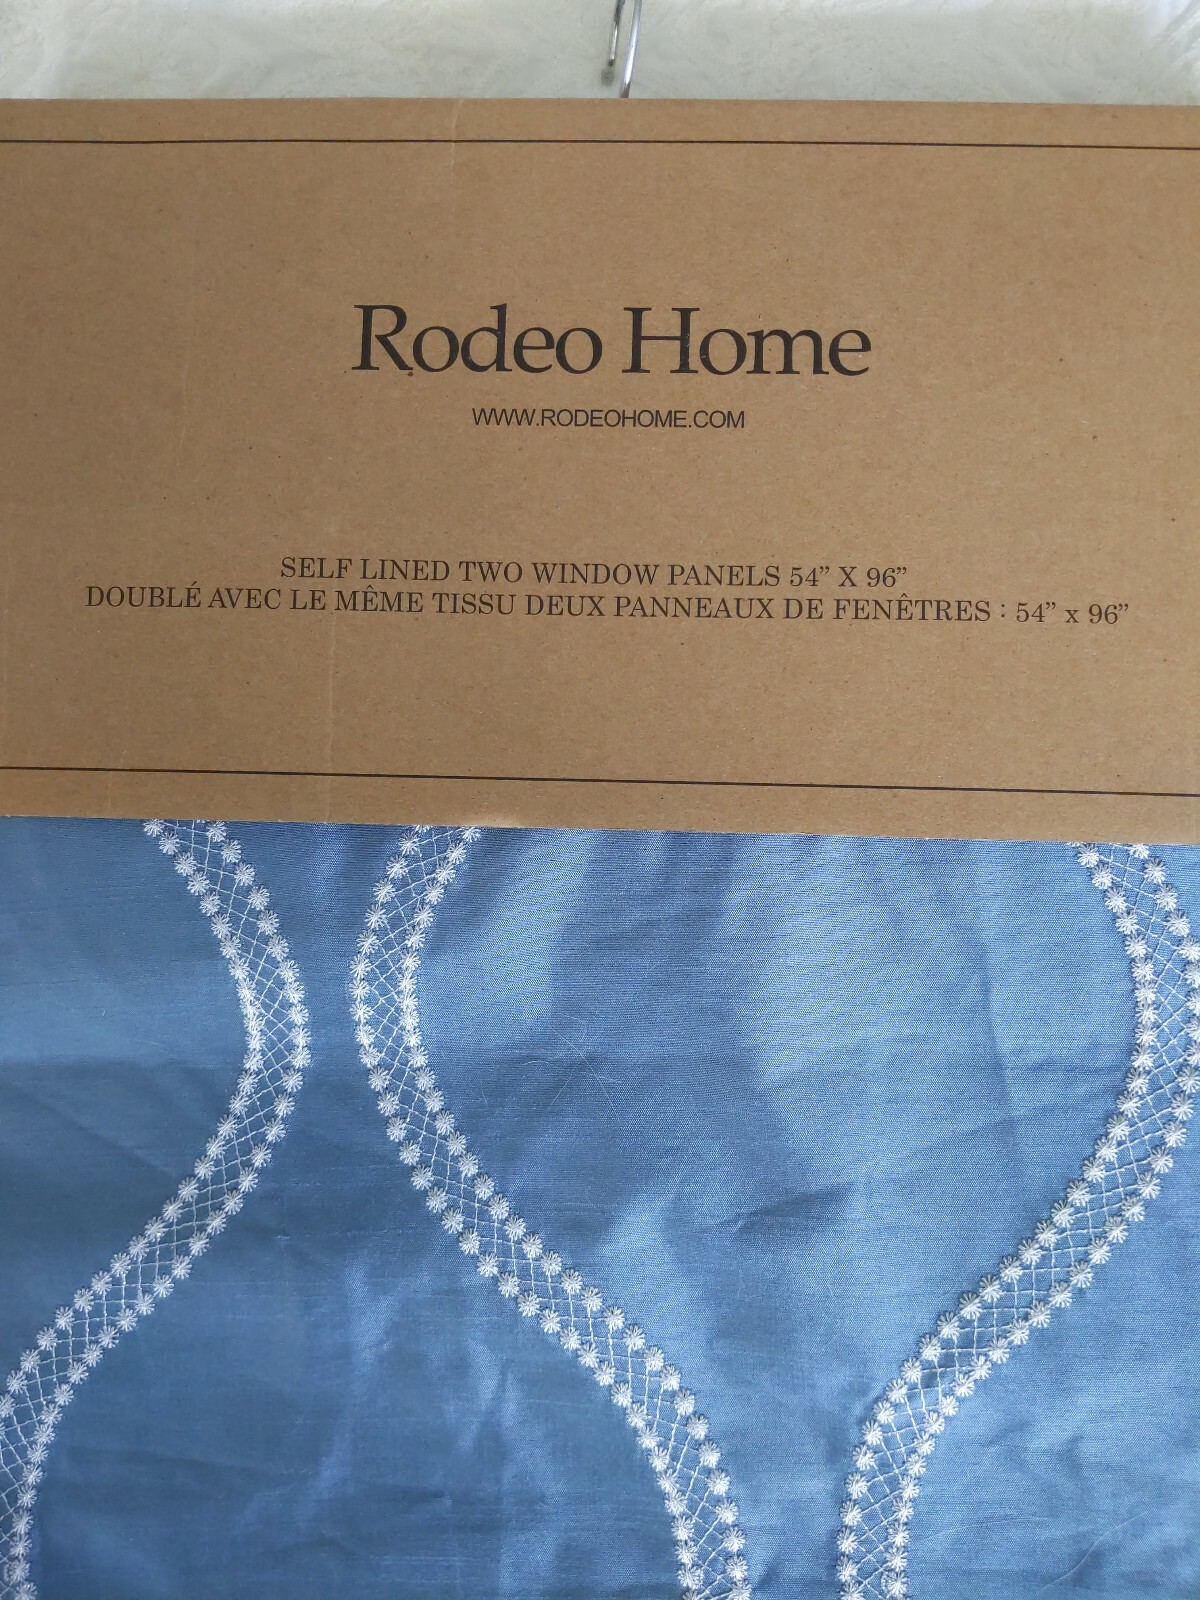 Rodeo Home
WWW.RODEOHOME.COM
SELF LINED TWO WINDOW PANELS 54” X 96”
DOUBLÉ AVEC LE MÊME TISSU DEUX PANNEAUX DE FENÊTRES : 54” x 96”